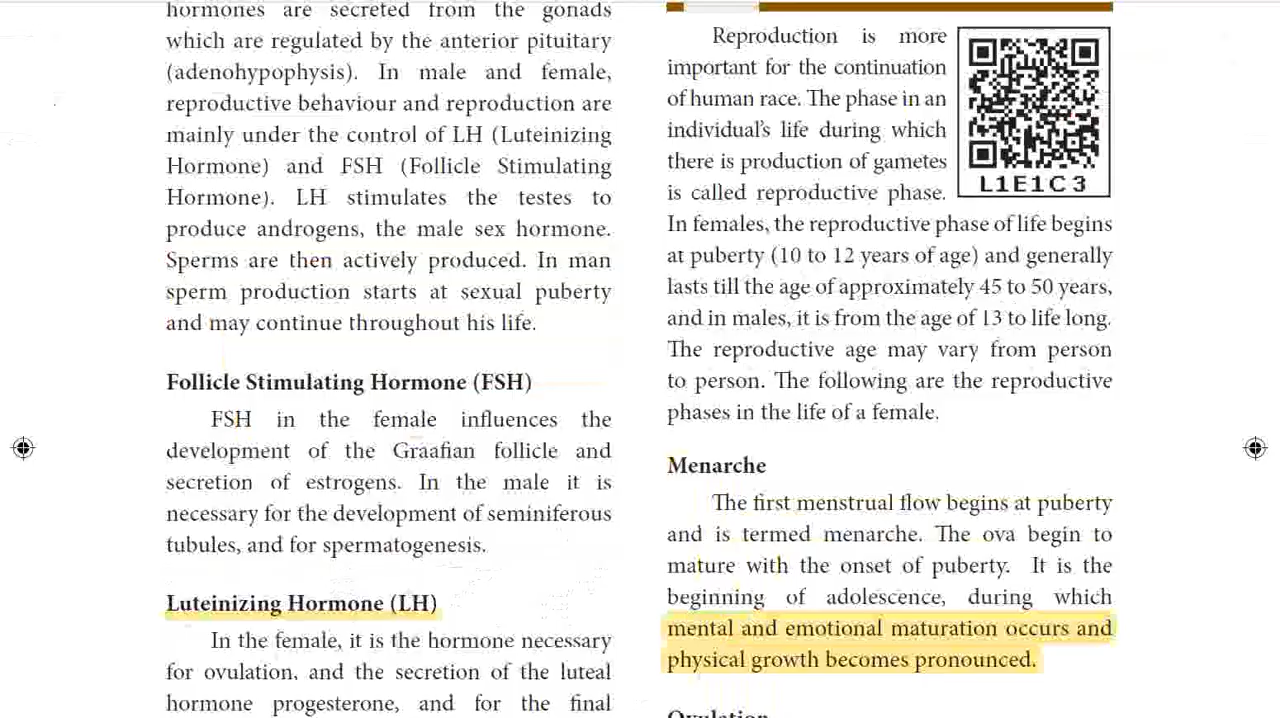 hormones are secreted from the gonads
which are regulated by the anterior pituitary
(adenohypophysis). In male and female,
reproductive behaviour and reproduction are
mainly under the control of LH (Luteinizing
Hormone) and FSH (Follicle Stimulating
Hormone). LH stimulates the testes to
produce androgens, the male sex hormone.
Sperms are then actively produced. In man
sperm production starts at sexual puberty
and may continue throughout his life.
Follicle Stimulating Hormone (FSH)
FSH in the female influences the
development of the Graafian follicle and
secretion of estrogens. In the male it is
necessary for the development of seminiferous
tubules, and for spermatogenesis.
Luteinizing Hormone (LH)
In the female, it is the hormone necessary
for ovulation, and the secretion of the luteal
hormone progesterone, and for the final
Reproduction is more
important for the continuation
of human race. The phase in an
individual's life during which
there is production of gametes
is called reproductive phase.
In females, the reproductive phase of life begins
at puberty (10 to 12 years of age) and generally
lasts till the age of approximately 45 to 50 years,
and in males, it is from the age of 13 to life long.
The reproductive age may vary from person
to person. The following are the reproductive
phases in the life of a female.
L1E1C3
Menarche
The first menstrual flow begins at puberty
and is termed menarche. The ova begin to
mature with the onset of puberty. It is the
beginning of adolescence, during which
mental and emotional maturation occurs and
physical growth becomes pronounced.
Ovulation